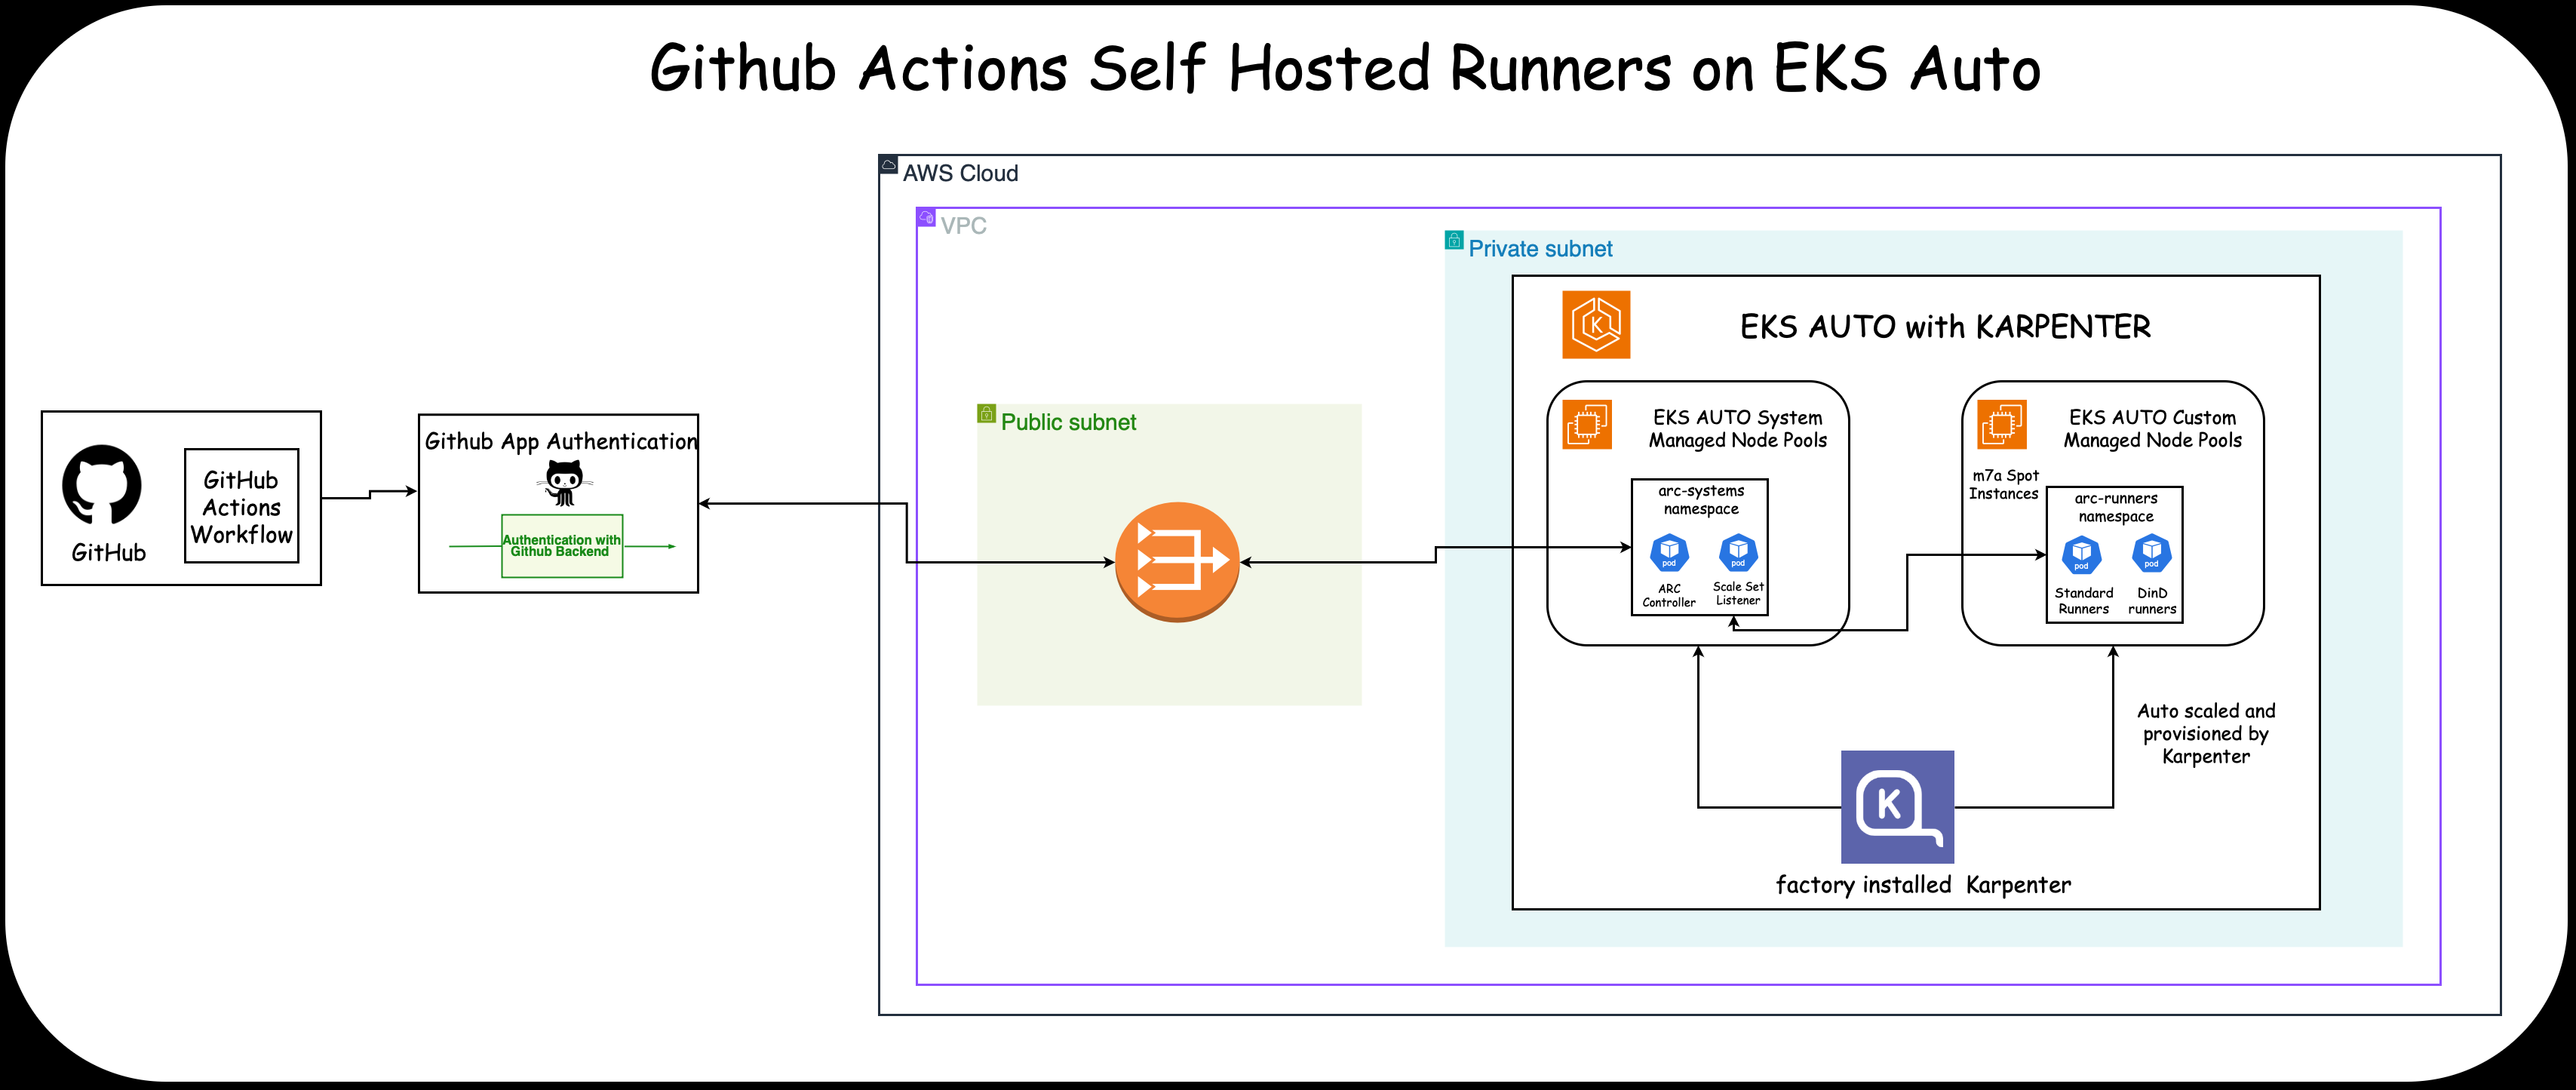 Github Actions Self Hosted Runners on EKS Auto
AWS Cloud
VPC
Private subnet
EKS AUTO with KARPENTER
K
EKS AUTO System
Managed Node Pools
EKS AUTO Custom
Managed Node Pools
m7a Spot
Instances
arc-systems
namespace
pod
pod
ARC
Controller
Scale Set
Listener
arc-runners
namespace
pod
pod
Standard
Runners
DinD
runners
Public subnet
GitHub
GitHub
Actions
Workflow
Github App Authentication
Authentication with
Github Backend
Auto scaled and
provisioned by
Karpenter
K
factory installed  Karpenter